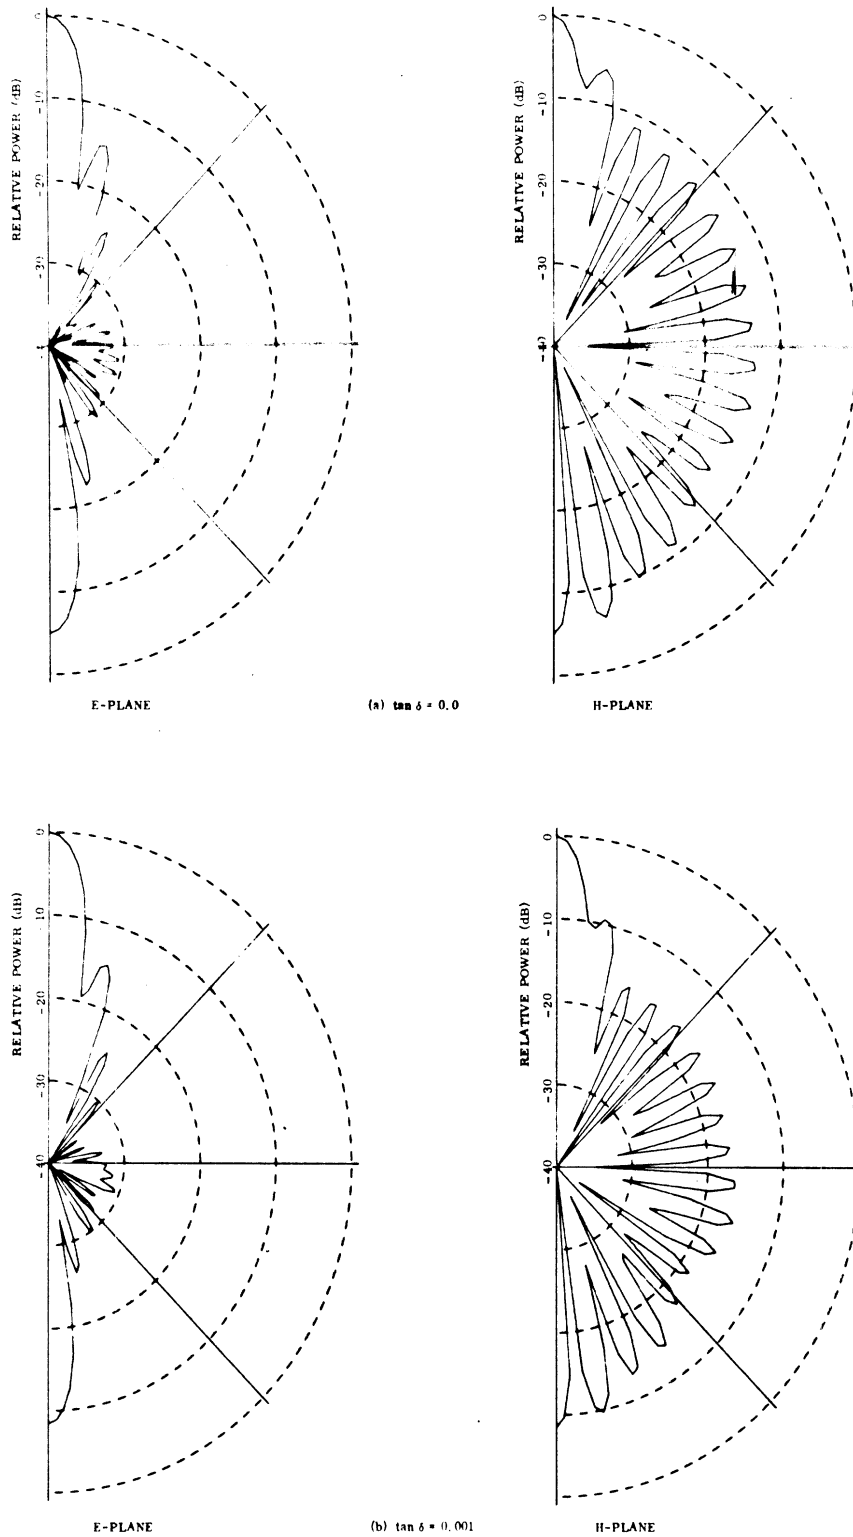 RELATIVE POWER (dB)
0
-10
-20
-30
-40
E-PLANE
RELATIVE POWER (dB)
0
-10
-20
-30
-40
H-PLANE
(a) tan δ = 0.0
RELATIVE POWER (dB)
0
-10
-20
-30
-40
E-PLANE
RELATIVE POWER (dB)
0
-10
-20
-30
-40
H-PLANE
(b) tan δ = 0.001